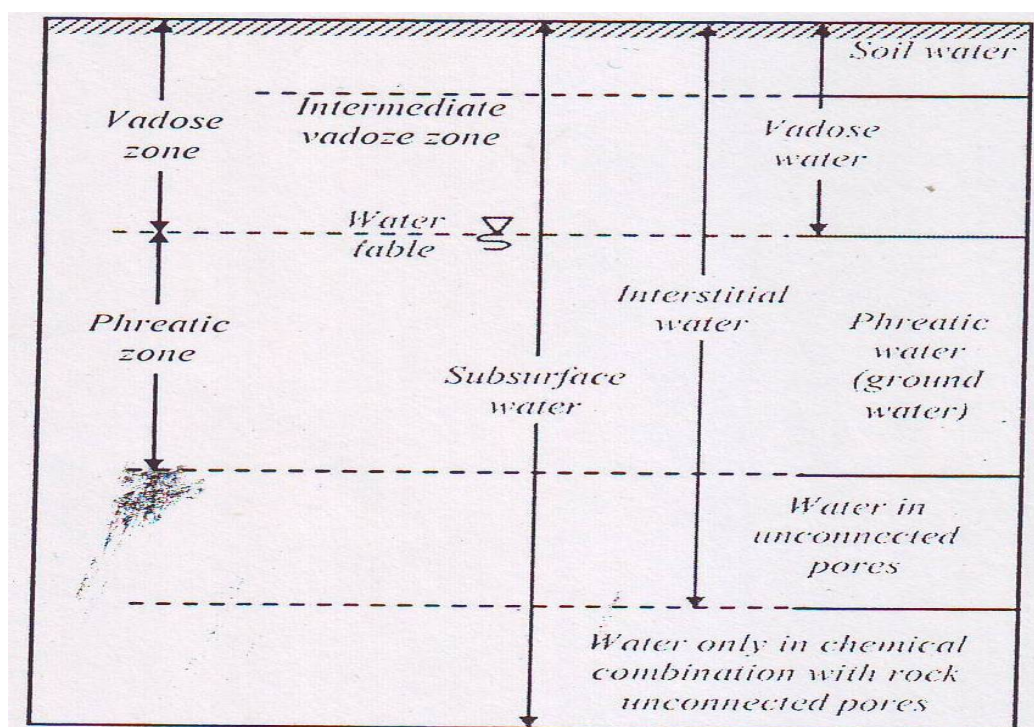 Soil water
Vadose
zone
Intermediate
vadoze zone
Vadose
water
Water
table
Phreatic
zone
Subsurface
water
Interstitial
water
Phreatic
water
(ground
water)
Water in
unconnected
pores
Water only in chemical
combination with rock
unconnected pores